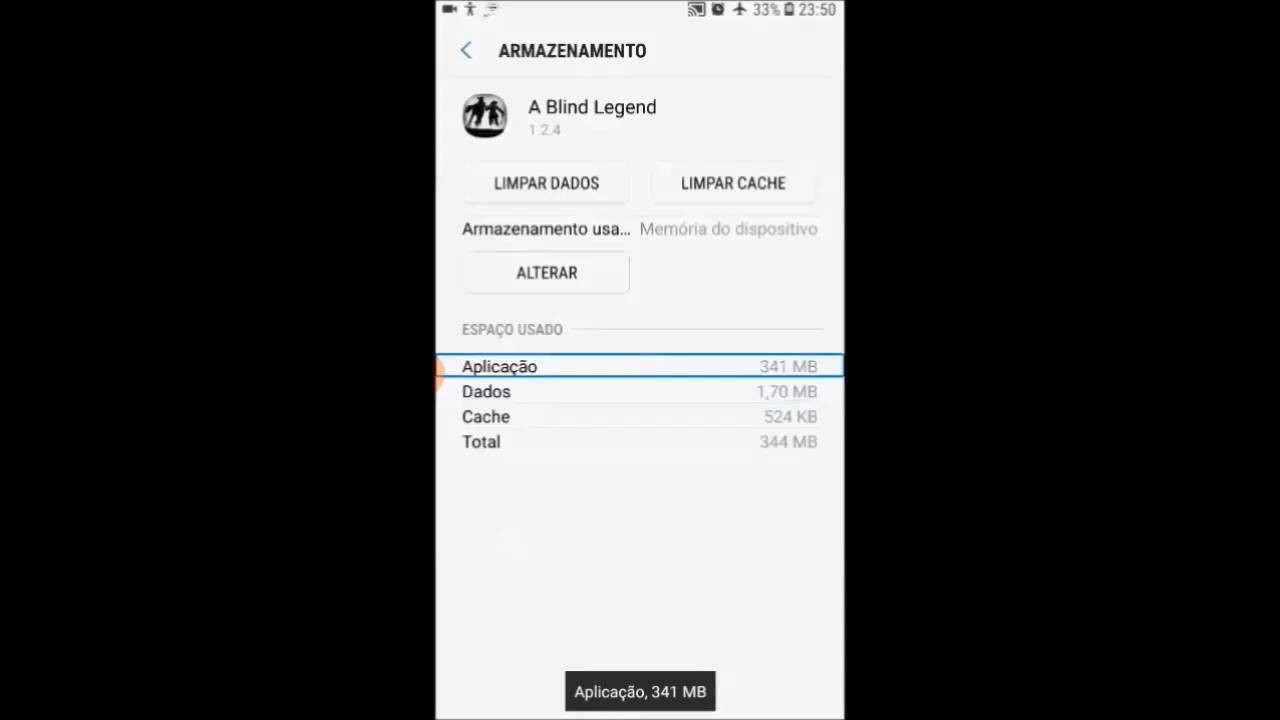 33% 23:50
ARMAZENAMENTO
A Blind Legend
1.2.4
LIMPAR DADOS LIMPAR CACHE
Armazenamento usa... Memória do dispositivo
ALTERAR
ESPAÇO USADO
Aplicação 341 MB
Dados 1,70 MB
Cache 524 KB
Total 344 MB
Aplicação, 341 MB